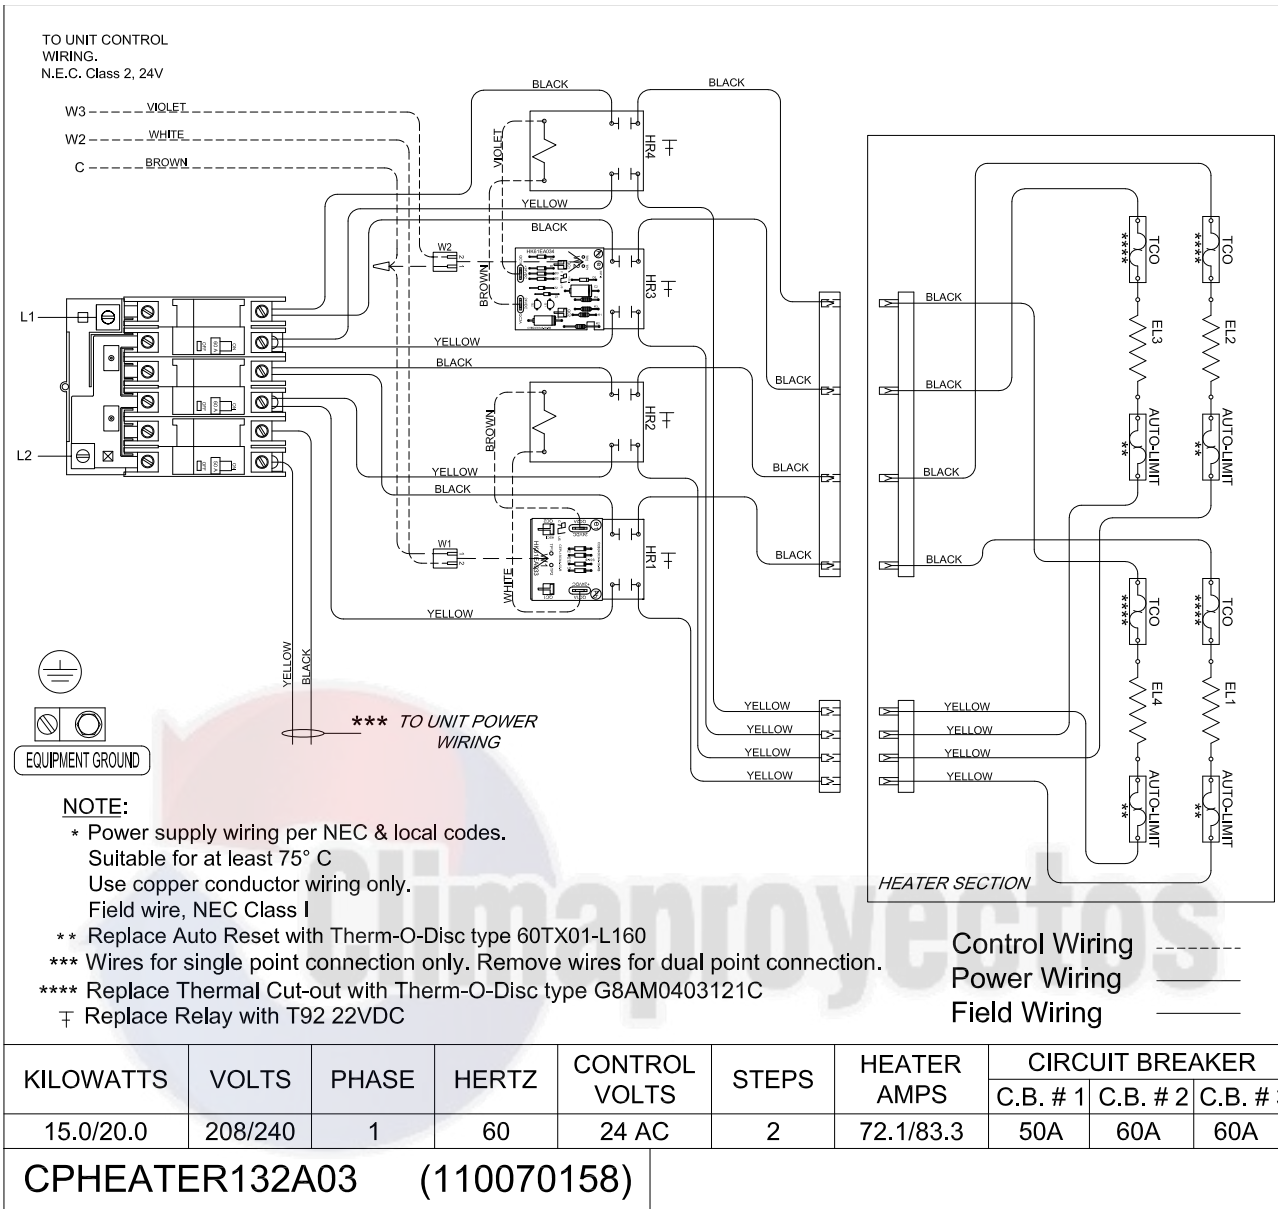 TO UNIT CONTROL
WIRING.
N.E.C. Class 2, 24V
W3 VIOLET
W2 WHITE
C BROWN
BLACK
BLACK
VIOLET
HR4
YELLOW
BLACK
W2
HK61EA034
BROWN
HR3
L1
YELLOW
BLACK
BLACK
BROWN
HR2
L2
YELLOW
BLACK
BLACK
W1
HR1
WHITE
BLACK
YELLOW
YELLOW
BLACK
*** TO UNIT POWER
WIRING
EQUIPMENT GROUND
YELLOW
YELLOW
YELLOW
YELLOW
BLACK
BLACK
BLACK
BLACK
YELLOW
YELLOW
YELLOW
YELLOW
TCO
****
TCO
****
EL3
EL2
AUTO-LIMIT
**
AUTO-LIMIT
**
TCO
****
TCO
****
EL4
EL1
AUTO-LIMIT
**
AUTO-LIMIT
**
HEATER SECTION
NOTE:
* Power supply wiring per NEC & local codes.
Suitable for at least 75° C
Use copper conductor wiring only.
Field wire, NEC Class I
** Replace Auto Reset with Therm-O-Disc type 60TX01-L160
*** Wires for single point connection only. Remove wires for dual point connection.
**** Replace Thermal Cut-out with Therm-O-Disc type G8AM0403121C
Replace Relay with T92 22VDC
Control Wiring
Power Wiring
Field Wiring
Climaproyectos
KILOWATTS VOLTS PHASE HERTZ CONTROL VOLTS STEPS HEATER AMPS CIRCUIT BREAKER
C.B. # 1 C.B. # 2 C.B. #
15.0/20.0 208/240 1 60 24 AC 2 72.1/83.3 50A 60A 60A
CPHEATER132A03 (110070158)